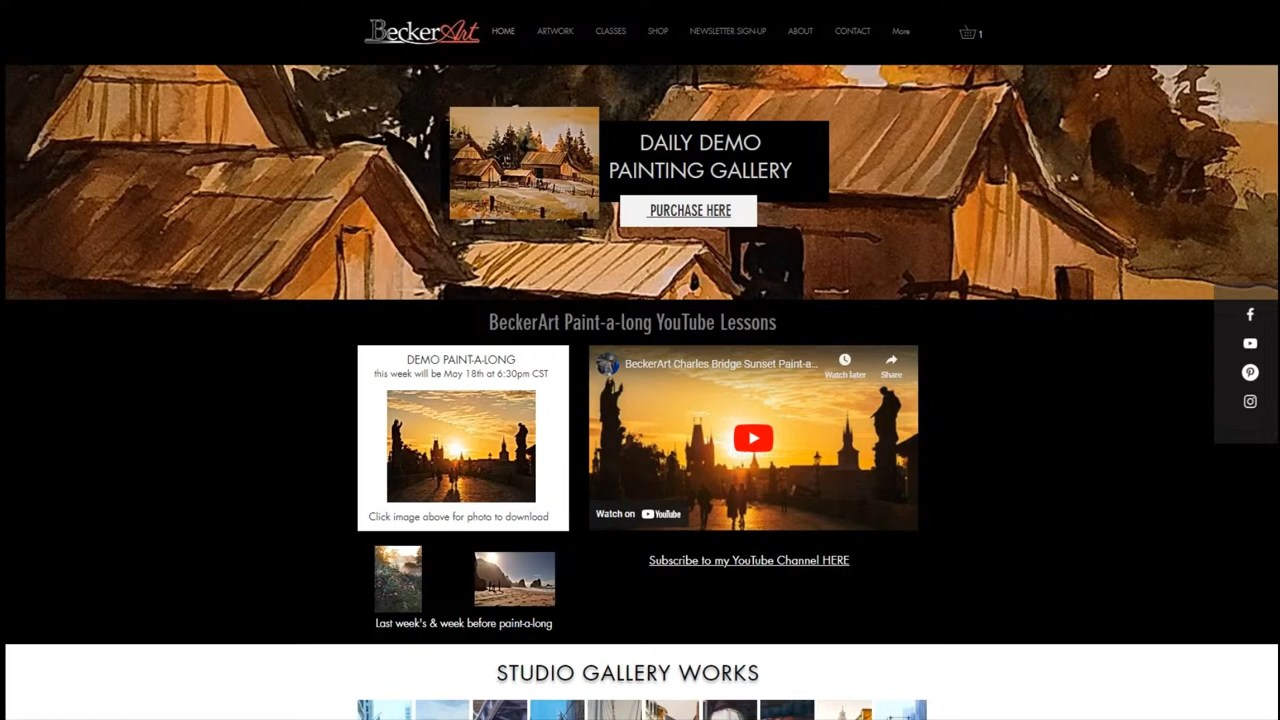 BeckerArt
HOME ARTWORK CLASSES SHOP NEWSLETTER SIGN-UP ABOUT CONTACT More 1
DAILY DEMO
PAINTING GALLERY
PURCHASE HERE
BeckerArt Paint-a-long YouTube Lessons
DEMO PAINT-A-LONG
this week will be May 18th at 6:30pm CST
Click image above for photo to download
BeckerArt Charles Bridge Sunset Paint-a...
Watch later
Share
Watch on YouTube
Last week's & week before paint-a-long
Subscribe to my YouTube Channel HERE
STUDIO GALLERY WORKS